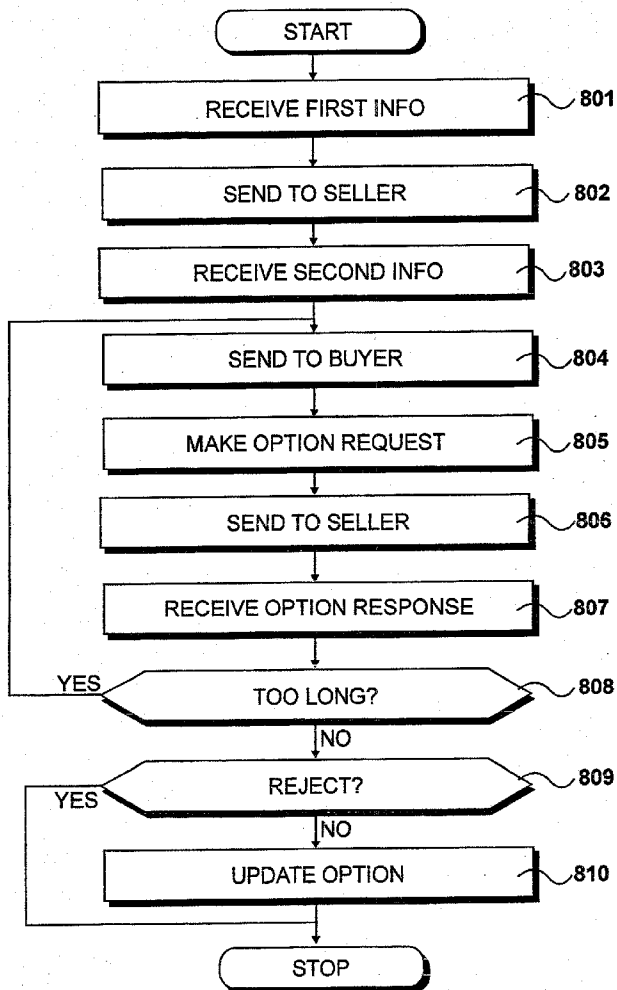 START
RECEIVE FIRST INFO
801
SEND TO SELLER
802
RECEIVE SECOND INFO
803
SEND TO BUYER
804
MAKE OPTION REQUEST
805
SEND TO SELLER
806
RECEIVE OPTION RESPONSE
807
YES
TOO LONG?
808
NO
YES
REJECT?
809
NO
UPDATE OPTION
810
STOP